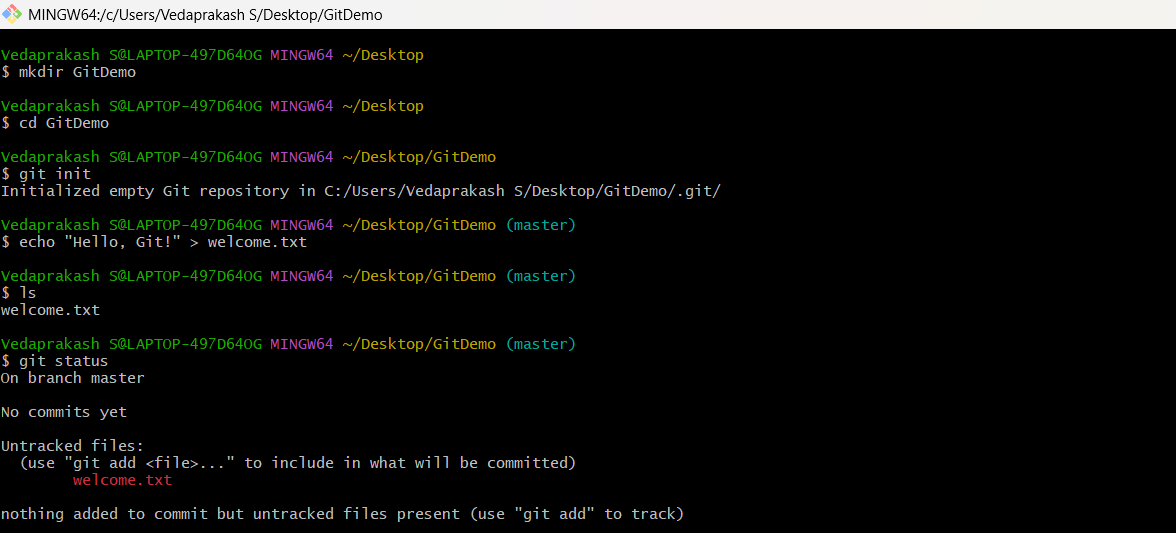 MINGW64:/c/Users/Vedaprakash S/Desktop/GitDemo
Vedaprakash S@LAPTOP-497D64OG MINGW64 ~/Desktop
$ mkdir GitDemo
Vedaprakash S@LAPTOP-497D64OG MINGW64 ~/Desktop
$ cd GitDemo
Vedaprakash S@LAPTOP-497D64OG MINGW64 ~/Desktop/GitDemo
$ git init
Initialized empty Git repository in C:/Users/Vedaprakash S/Desktop/GitDemo/.git/
Vedaprakash S@LAPTOP-497D64OG MINGW64 ~/Desktop/GitDemo (master)
$ echo "Hello, Git!" > welcome.txt
Vedaprakash S@LAPTOP-497D64OG MINGW64 ~/Desktop/GitDemo (master)
$ ls
welcome.txt
Vedaprakash S@LAPTOP-497D64OG MINGW64 ~/Desktop/GitDemo (master)
$ git status
On branch master
No commits yet
Untracked files:
  (use "git add <file>..." to include in what will be committed)
        welcome.txt
nothing added to commit but untracked files present (use "git add" to track)